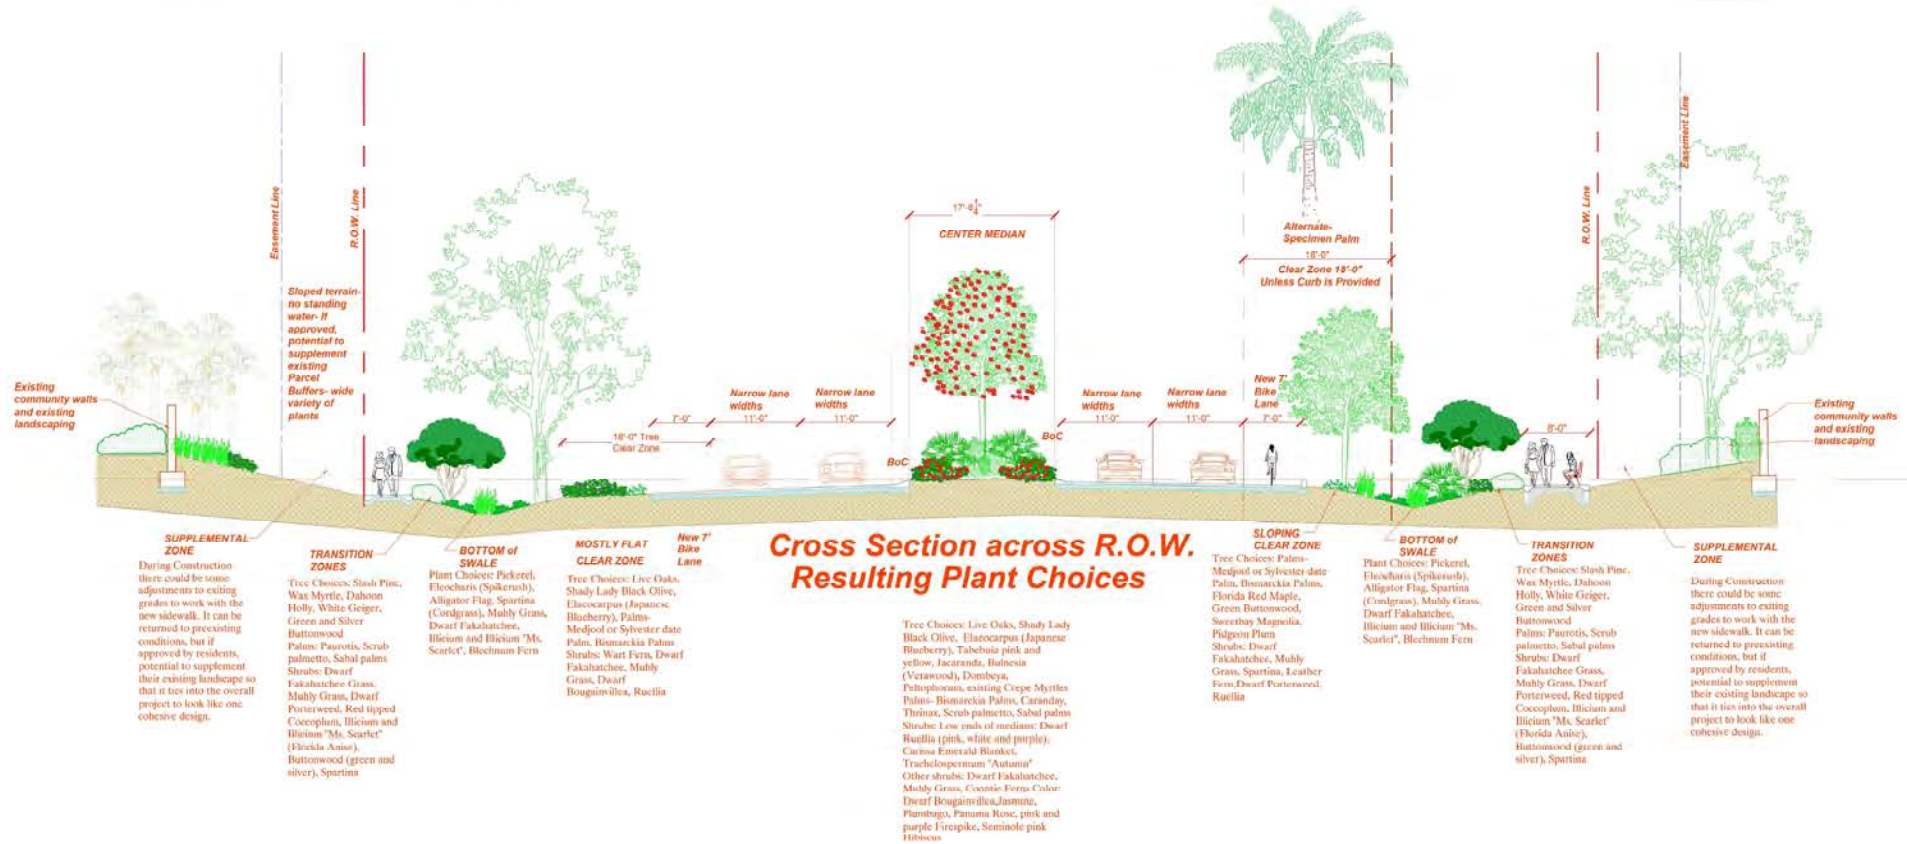 Easement Line
R.O.W. Line
Sloped terrain-
no standing
water- If
approved,
potential to
supplement
existing
Parcel
Buffers- wide
variety of
plants
Existing
community walls
and existing
landscaping
7'-0"
Narrow lane
widths
11'-0"
Narrow lane
widths
11'-0"
Tree
Clear Zone
CENTER MEDIAN
BoC
BoC
Narrow lane
widths
11'-0"
Narrow lane
widths
11'-0"
New 7'
Bike
Lane
7'-0"
Alternate-
Specimen Palm
18'-0"
Clear Zone 18'-0"
Unless Curb is Provided
8'-0"
R.O.W. Line
Easement Line
Existing
community walls
and existing
landscaping
Cross Section across R.O.W.
Resulting Plant Choices
SUPPLEMENTAL
ZONE
During Construction
there could be some
adjustments to exiting
grades to work with the
new sidewalk. It can be
returned to preexisting
conditions, but if
approved by residents,
potential to supplement
their existing landscape so
that it ties into the overall
project to look like one
cohesive design.
TRANSITION
ZONES
Tree Choices: Slash Pine,
Wax Myrtle, Dahoon
Holly, White Geiger,
Green and Silver
Buttonwood
Palms: Paurotis, Scrub
palmetto, Sabal palms
Shrubs: Dwarf
Fakahatchee Grass,
Muhly Grass, Dwarf
Porterweed, Red tipped
Cocoplum, Illicium and
Illicium "Ms. Scarlet"
(Florida Anise),
Buttonwood (green and
silver), Spartina
BOTTOM of
SWALE
Plant Choices: Pickerel,
Eleocharis (Spikerush),
Alligator Flag, Spartina
(Cordgrass), Muhly Grass,
Dwarf Fakahatchee,
Illicium and Illicium "Ms.
Scarlet", Blechnum Fern
MOSTLY FLAT
CLEAR ZONE
Tree Choices: Live Oaks,
Shady Lady Black Olive,
Elaeocarpus (Japanese
Blueberry), Palms-
Medjool or Sylvester date
Palm, Bismarckia Palms
Shrubs: Wart Fern, Dwarf
Fakahatchee, Muhly
Grass, Dwarf
Bougainvillea, Ruellia
New 7'
Bike
Lane
Tree Choices: Live Oaks, Shady Lady
Black Olive, Elaeocarpus (Japanese
Blueberry), Tabebuia pink and
yellow, Jacaranda, Bulnesia
(Verawood), Dombeya,
Peltophorum, existing Crepe Myrtles
Palms- Bismarckia Palms, Caranday,
Thrinax, Scrub palmetto, Sabal palms
Shrubs: Low ends of medians: Dwarf
Ruellia (pink, white and purple),
Carissa Emerald Blanket,
Trachelospermum "Autumn"
Other shrubs: Dwarf Fakahatchee,
Muhly Grass, Coontie Ferns Color:
Dwarf Bougainvillea,Jasmine,
Plumbago, Panama Rose, pink and
purple Firespike, Seminole pink
Hibiscus
SLOPING
CLEAR ZONE
Tree Choices: Palms-
Medjool or Sylvester date
Palm, Bismarckia Palms,
Florida Red Maple,
Green Buttonwood,
Sweetbay Magnolia,
Pidgeon Plum
Shrubs: Dwarf
Fakahatchee, Muhly
Grass, Spartina, Leather
Fern,Dwarf Porterweed,
Ruellia
BOTTOM of
SWALE
Plant Choices: Pickerel,
Eleocharis (Spikerush),
Alligator Flag, Spartina
(Cordgrass), Muhly Grass,
Dwarf Fakahatchee,
Illicium and Illicium "Ms.
Scarlet", Blechnum Fern
TRANSITION
ZONES
Tree Choices: Slash Pine,
Wax Myrtle, Dahoon
Holly, White Geiger,
Green and Silver
Buttonwood
Palms: Paurotis, Scrub
palmetto, Sabal palms
Shrubs: Dwarf
Fakahatchee Grass,
Muhly Grass, Dwarf
Porterweed, Red tipped
Cocoplum, Illicium and
Illicium "Ms. Scarlet"
(Florida Anise),
Buttonwood (green and
silver), Spartina
SUPPLEMENTAL
ZONE
During Construction
there could be some
adjustments to exiting
grades to work with the
new sidewalk. It can be
returned to preexisting
conditions, but if
approved by residents,
potential to supplement
their existing landscape so
that it ties into the overall
project to look like one
cohesive design.